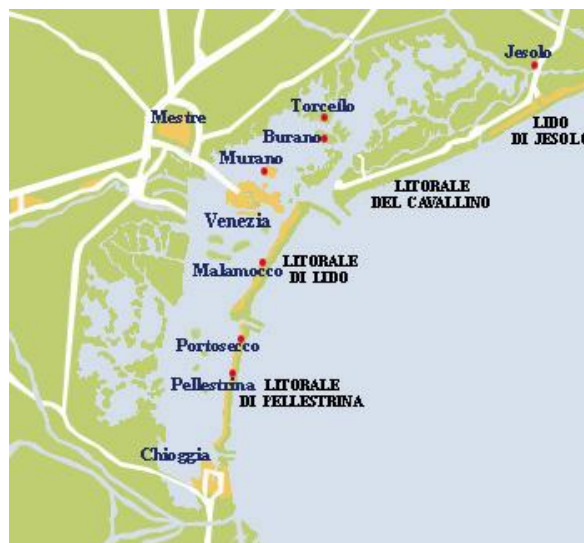 Jesolo
Torcello
Mestre
LIDO
DI JESOLO
Burano
Murano
LITORALE
DEL CAVALLINO
Venezia
LITORALE
DI LIDO
Malamocco
Portosecco
Pellestrina
LITORALE
DI PELLESTRINA
Chioggia